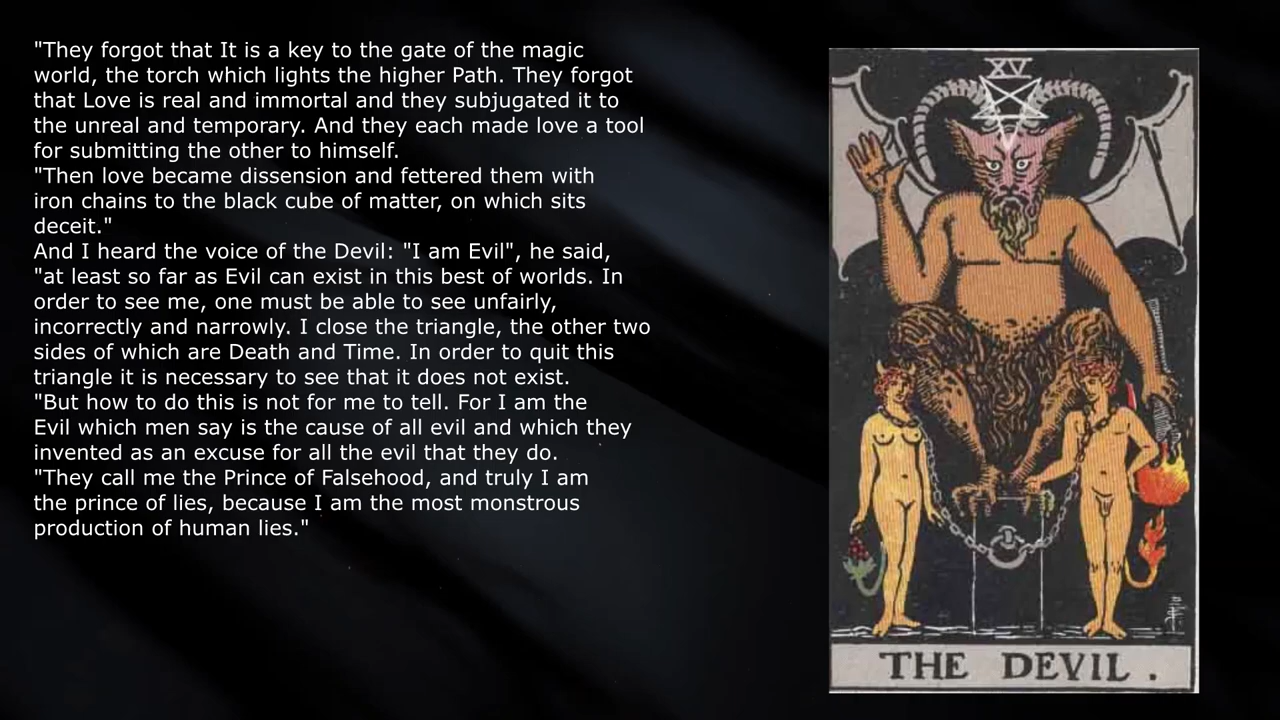 "They forgot that It is a key to the gate of the magic
world, the torch which lights the higher Path. They forgot
that Love is real and immortal and they subjugated it to
the unreal and temporary. And they each made love a tool
for submitting the other to himself.
"Then love became dissension and fettered them with
iron chains to the black cube of matter, on which sits
deceit."
And I heard the voice of the Devil: "I am Evil", he said,
"at least so far as Evil can exist in this best of worlds. In
order to see me, one must be able to see unfairly,
incorrectly and narrowly. I close the triangle, the other two
sides of which are Death and Time. In order to quit this
triangle it is necessary to see that it does not exist.
"But how to do this is not for me to tell. For I am the
Evil which men say is the cause of all evil and which they
invented as an excuse for all the evil that they do.
"They call me the Prince of Falsehood, and truly I am
the prince of lies, because I am the most monstrous
production of human lies."
XV
THE DEVIL.